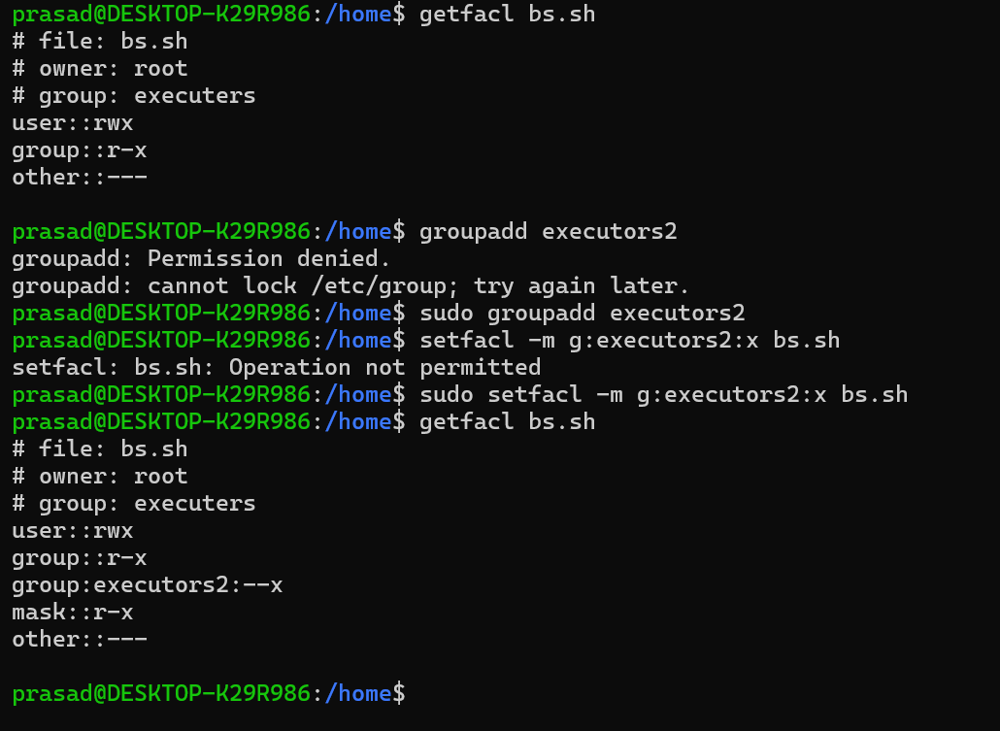 prasad@DESKTOP-K29R986:/home$ getfacl bs.sh
# file: bs.sh
# owner: root
# group: executers
user::rwx
group::r-x
other::---
prasad@DESKTOP-K29R986:/home$ groupadd executors2
groupadd: Permission denied.
groupadd: cannot lock /etc/group; try again later.
prasad@DESKTOP-K29R986:/home$ sudo groupadd executors2
prasad@DESKTOP-K29R986:/home$ setfacl -m g:executors2:x bs.sh
setfacl: bs.sh: Operation not permitted
prasad@DESKTOP-K29R986:/home$ sudo setfacl -m g:executors2:x bs.sh
prasad@DESKTOP-K29R986:/home$ getfacl bs.sh
# file: bs.sh
# owner: root
# group: executers
user::rwx
group::r-x
group:executors2:--x
mask::r-x
other::---
prasad@DESKTOP-K29R986:/home$